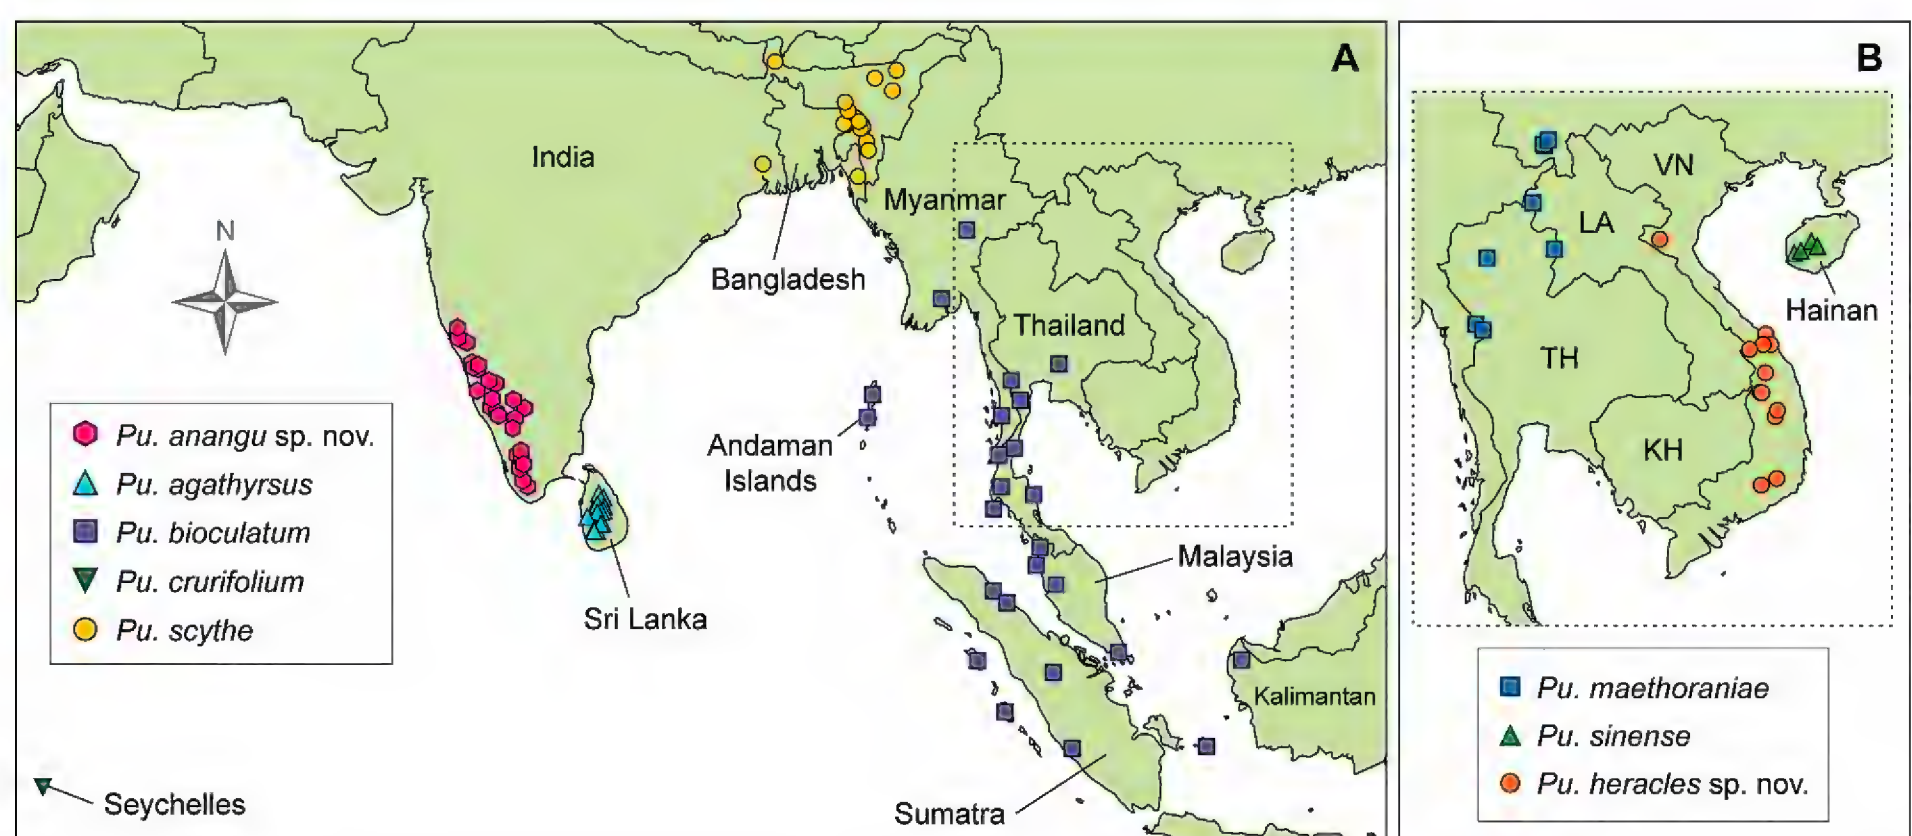 A
India
Myanmar
N
Bangladesh
Thailand
Andaman
Islands
Pu. anangu sp. nov.
Pu. agathyrsus
Pu. bioculatum
Pu. crurifolium
Pu. scythe
Malaysia
Sri Lanka
Kalimantan
Seychelles
Sumatra
B
VN
LA
Hainan
TH
KH
Pu. maethoraniae
Pu. sinense
Pu. heracles sp. nov.